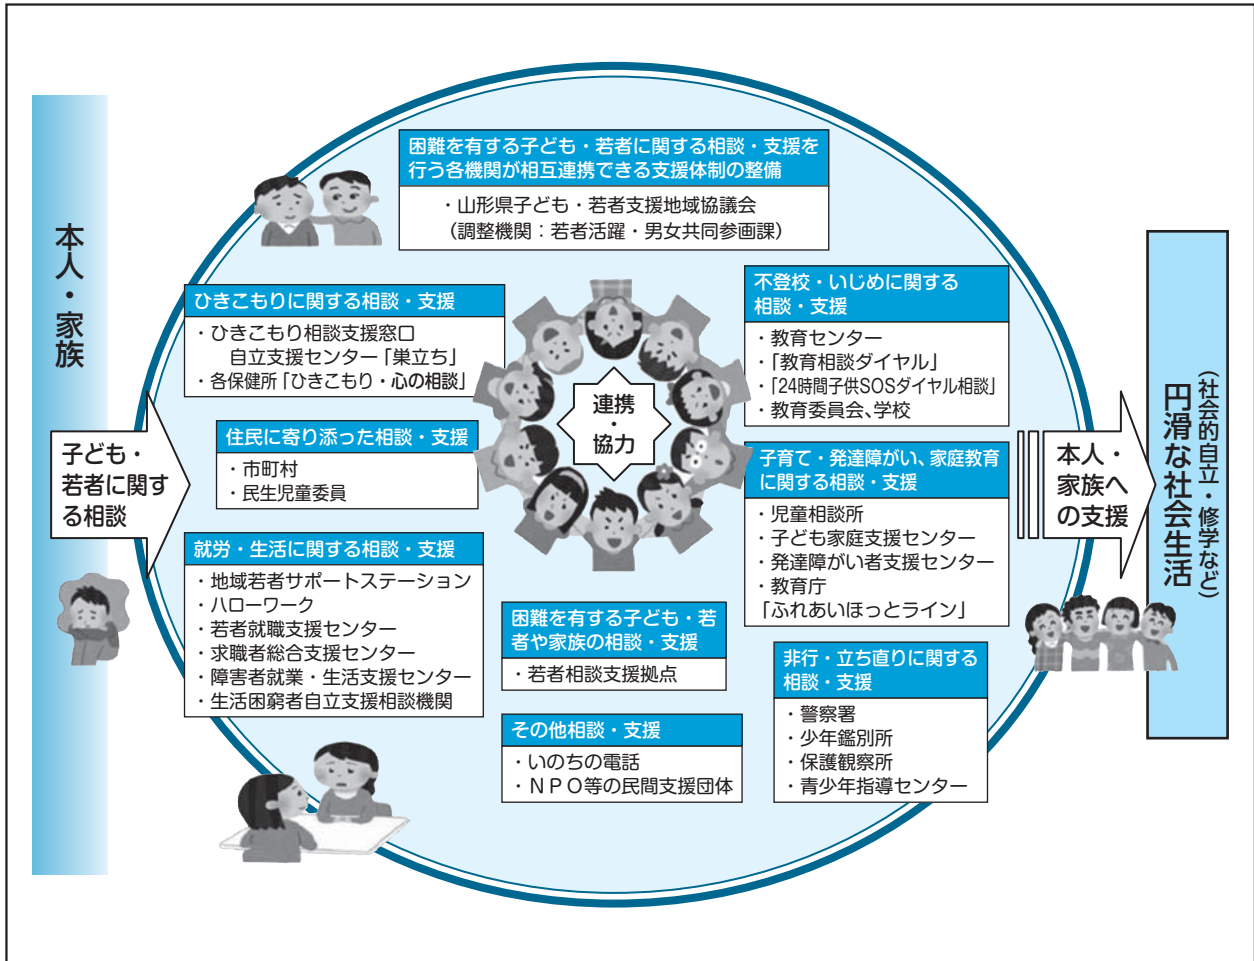 本人・家族
子ども・
若者に関す
る相談
困難を有する子ども・若者に関する相談・支援を
行う各機関が相互連携できる支援体制の整備
・山形県子ども・若者支援地域協議会
（調整機関：若者活躍・男女共同参画課）
ひきこもりに関する相談・支援
・ひきこもり相談支援窓口
自立支援センター「巣立ち」
・各保健所「ひきこもり・心の相談」
住民に寄り添った相談・支援
・市町村
・民生児童委員
就労・生活に関する相談・支援
・地域若者サポートステーション
・ハローワーク
・若者就職支援センター
・求職者総合支援センター
・障害者就業・生活支援センター
・生活困窮者自立支援相談機関
連携
・
協力
困難を有する子ども・若
者や家族の相談・支援
・若者相談支援拠点
その他相談・支援
・いのちの電話
・ＮＰＯ等の民間支援団体
不登校・いじめに関する
相談・支援
・教育センター
・「教育相談ダイヤル」
・「24時間子供SOSダイヤル相談」
・教育委員会、学校
子育て・発達障がい、家庭教育
に関する相談・支援
・児童相談所
・子ども家庭支援センター
・発達障がい者支援センター
・教育庁
「ふれあいほっとライン」
非行・立ち直りに関する
相談・支援
・警察署
・少年鑑別所
・保護観察所
・青少年指導センター
本人・
家族へ
の支援
円滑な社会生活
（社会的自立・修学など）